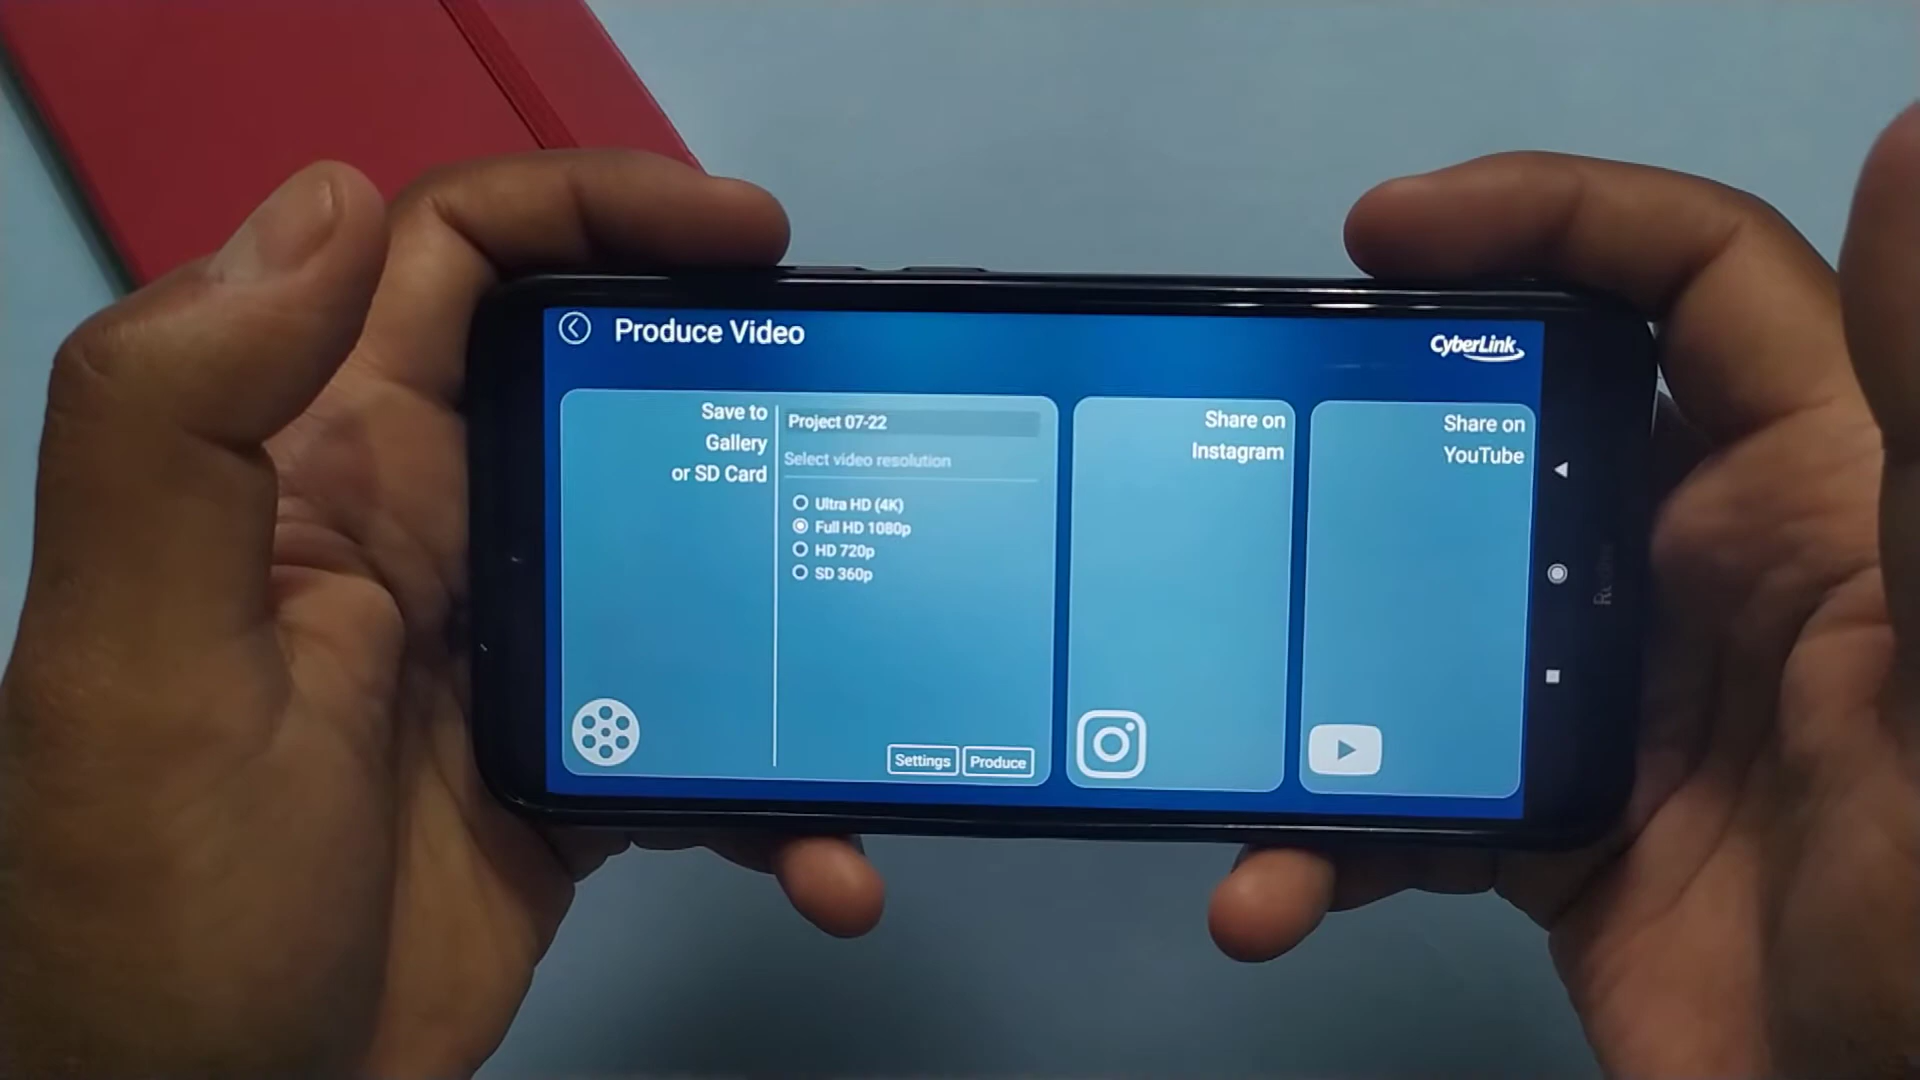 Produce Video
CyberLink
Save to
Gallery
or SD Card
Project 07-22
Select video resolution
Ultra HD (4K)
Full HD 1080p
HD 720p
SD 360p
Settings
Produce
Share on
Instagram
Share on
YouTube
Redmi